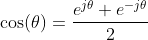 cos(θ) = (e^{jθ} + e^{-jθ}) / 2